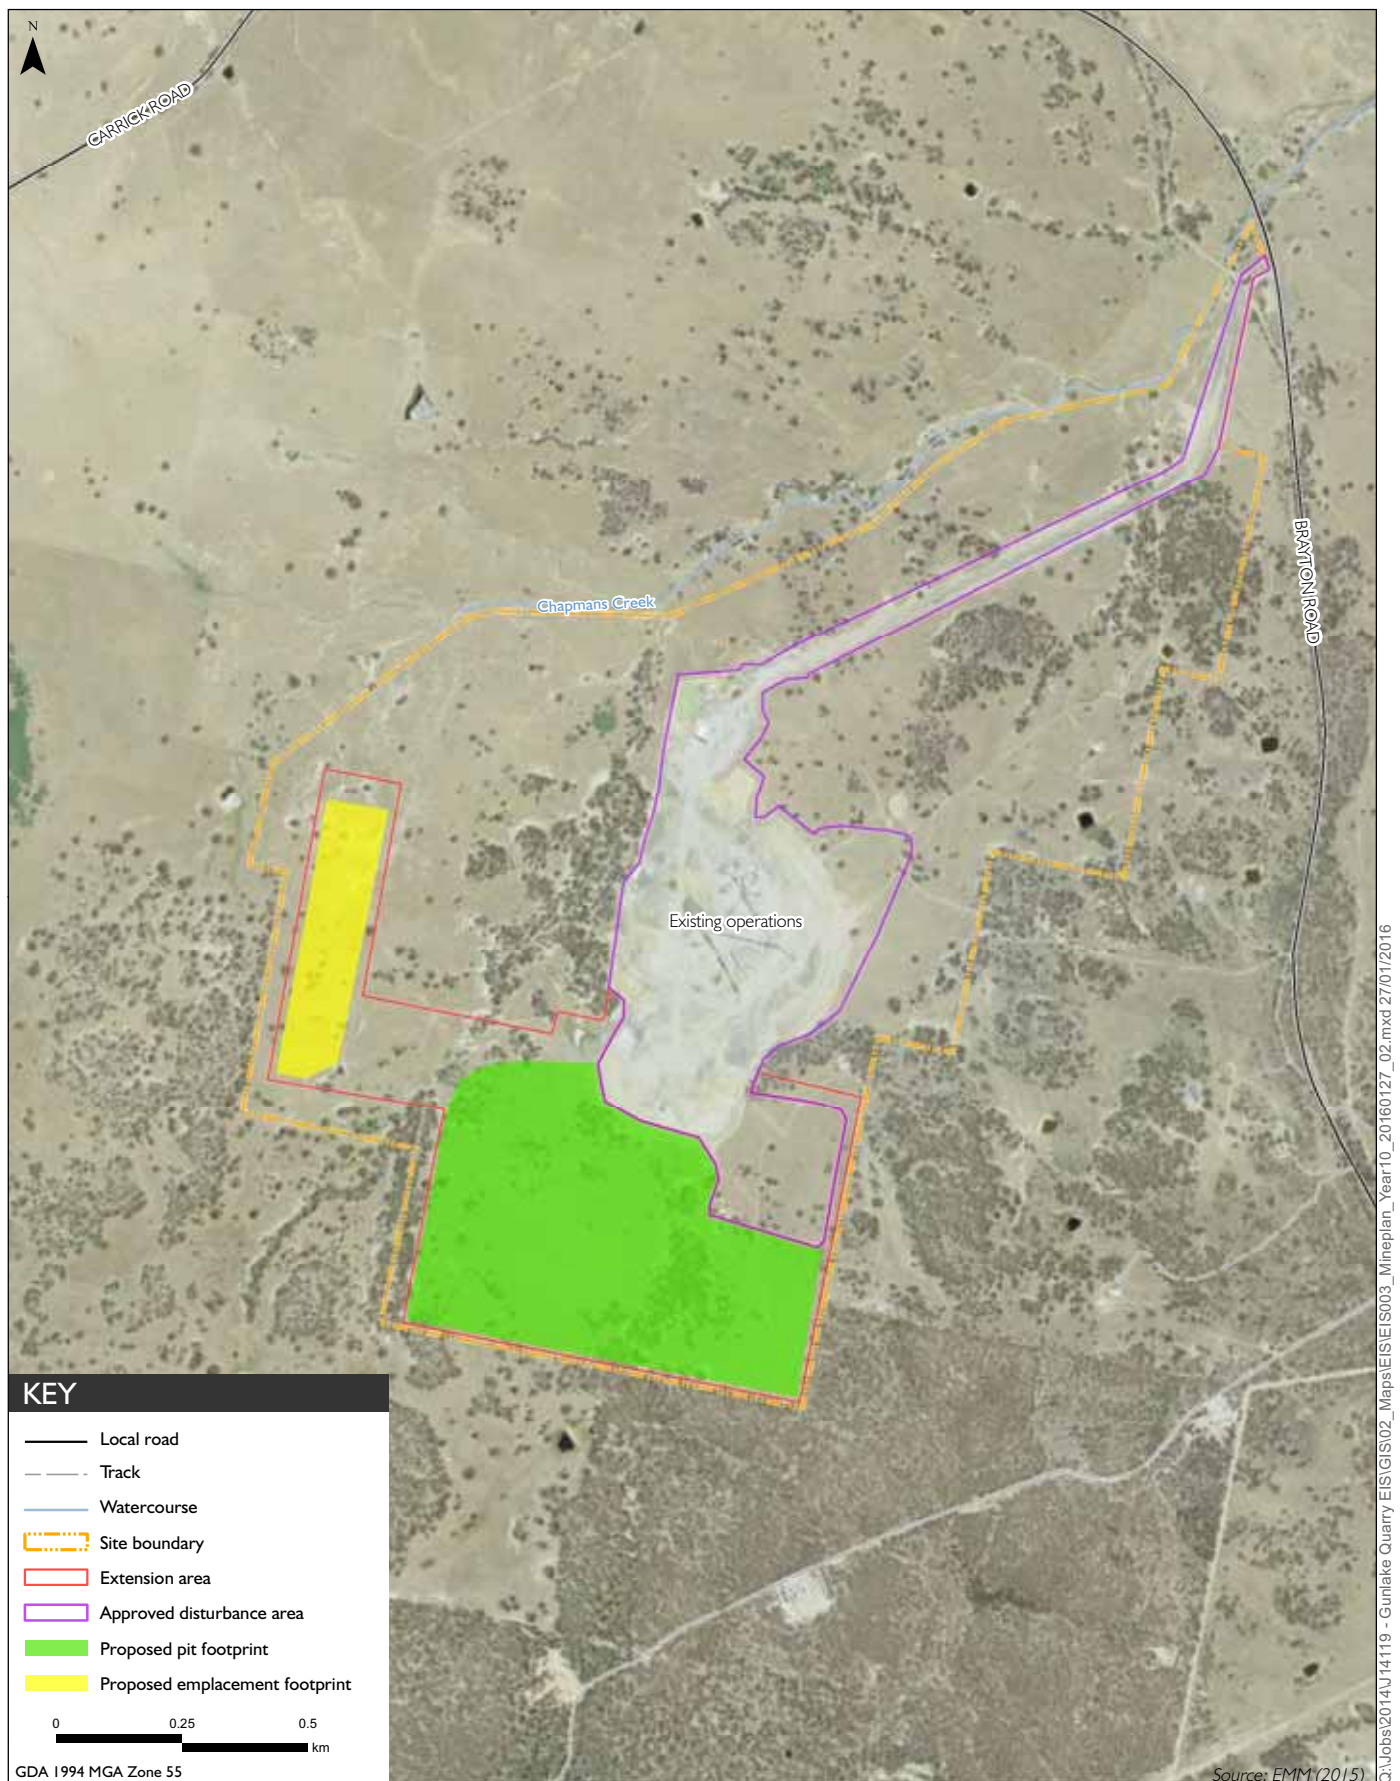 N
CARRICK ROAD
BRAYTON ROAD
Chapmans Creek
Existing operations
KEY
Local road
Track
Watercourse
Site boundary
Extension area
Approved disturbance area
Proposed pit footprint
Proposed emplacement footprint
0 0.25 0.5
km
GDA 1994 MGA Zone 55
Source: EMM (2015)
Q:\Jobs\2014\J14119 - Gunlake Quarry EIS\GIS\02_Maps\EIS\EIS003_Mineplan_Year10_20160127_02.mxd 27/01/2016